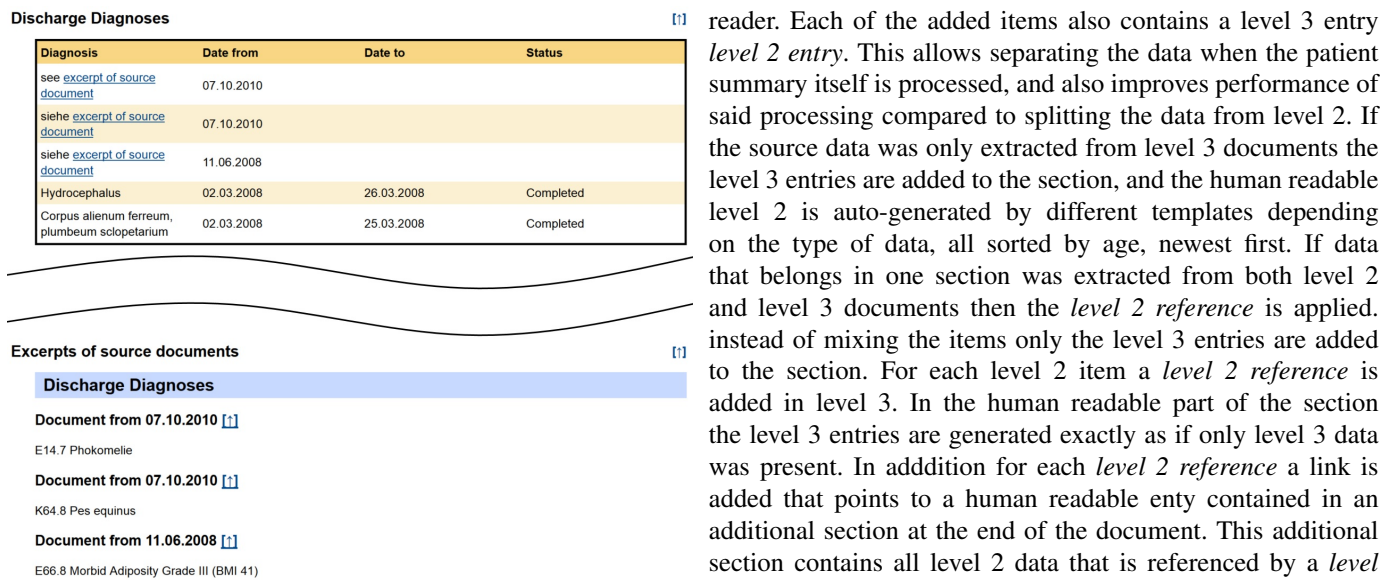 Discharge Diagnoses [↑]
Diagnosis Date from Date to Status
see excerpt of source
document 07.10.2010
siehe excerpt of source
document 07.10.2010
siehe excerpt of source
document 11.06.2008
Hydrocephalus 02.03.2008 26.03.2008 Completed
Corpus alienum ferreum,
plumbeum sclopetarium 02.03.2008 25.03.2008 Completed
Excerpts of source documents [↑]
Discharge Diagnoses
Document from 07.10.2010 [↑]
E14.7 Phokomelie
Document from 07.10.2010 [↑]
K64.8 Pes equinus
Document from 11.06.2008 [↑]
E66.8 Morbid Adiposity Grade III (BMI 41)
reader. Each of the added items also contains a level 3 entry
level 2 entry. This allows separating the data when the patient
summary itself is processed, and also improves performance of
said processing compared to splitting the data from level 2. If
the source data was only extracted from level 3 documents the
level 3 entries are added to the section, and the human readable
level 2 is auto-generated by different templates depending
on the type of data, all sorted by age, newest first. If data
that belongs in one section was extracted from both level 2
and level 3 documents then the level 2 reference is applied.
instead of mixing the items only the level 3 entries are added
to the section. For each level 2 item a level 2 reference is
added in level 3. In the human readable part of the section
the level 3 entries are generated exactly as if only level 3 data
was present. In adddition for each level 2 reference a link is
added that points to a human readable enty contained in an
additional section at the end of the document. This additional
section contains all level 2 data that is referenced by a level